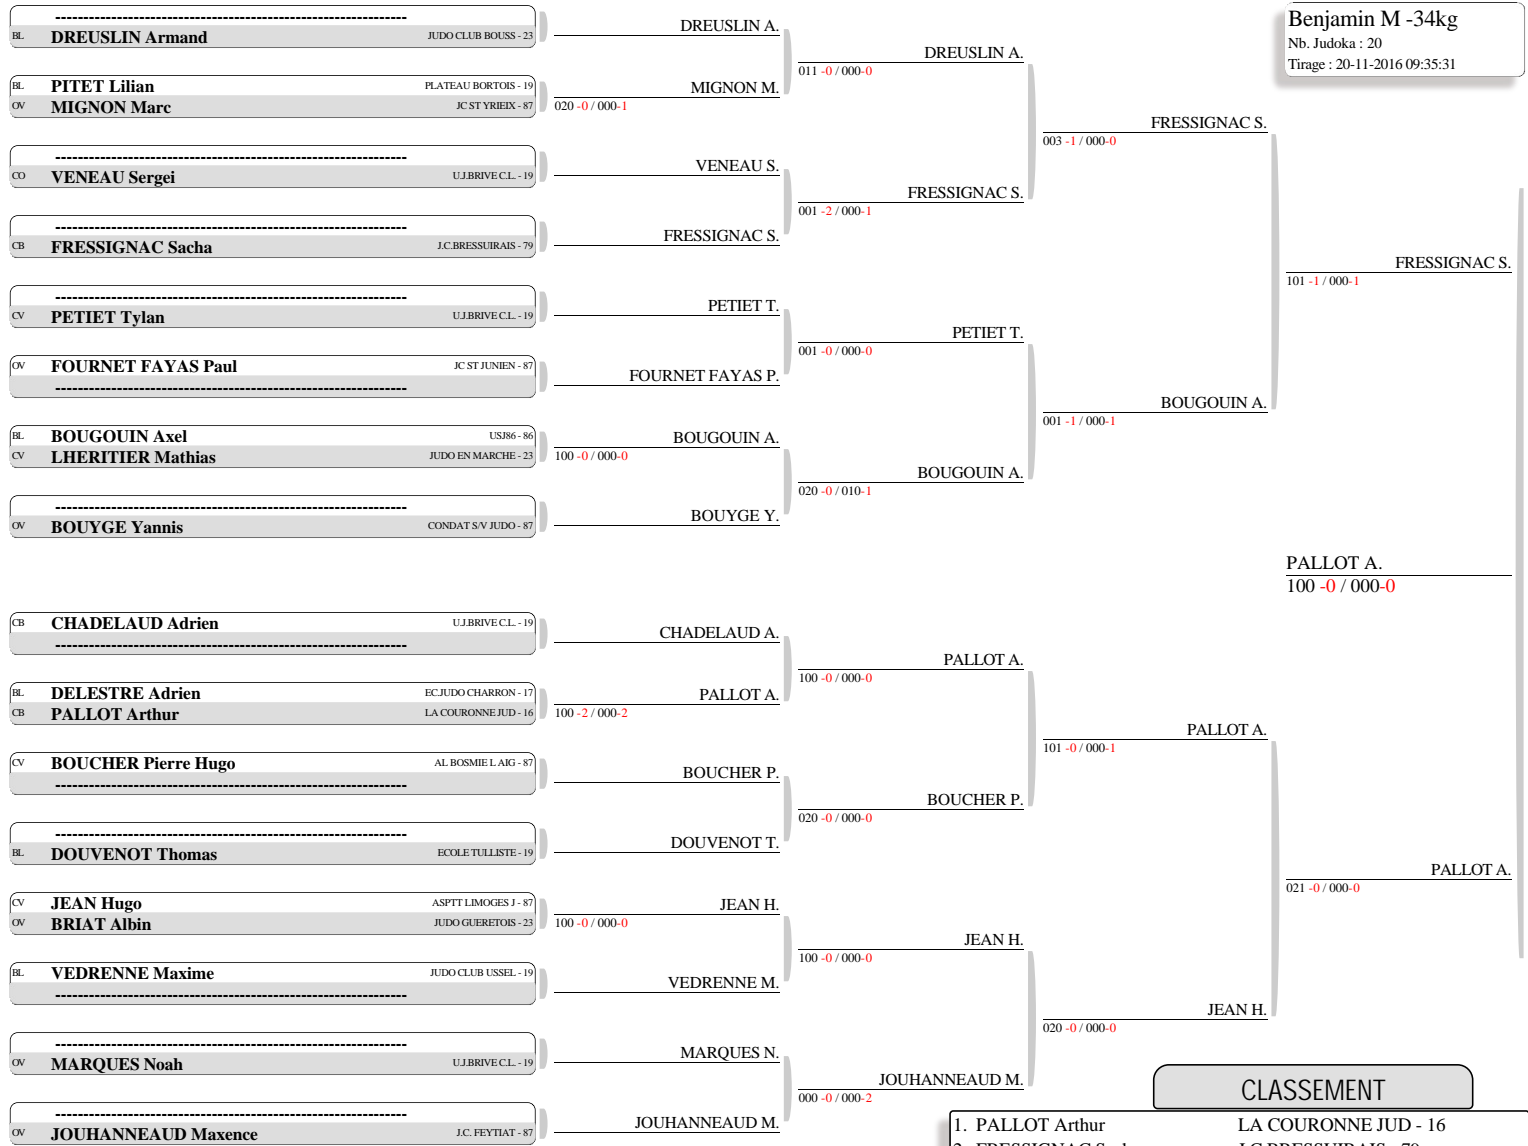 Benjamin M -34kg
Nb. Judoka : 20
Tirage : 20-11-2016 09:35:31
--------------------------------------------------------------
BL DREUSLIN Armand JUDO CLUB BOUSS - 23
BL PITET Lilian PLATEAU BORTOIS - 19
OV MIGNON Marc JC ST YRIEIX - 87
--------------------------------------------------------------
CO VENEAU Sergei U.J.BRIVE C.L. - 19
--------------------------------------------------------------
CB FRESSIGNAC Sacha J.C.BRESSUIRAIS - 79
--------------------------------------------------------------
CV PETIET Tylan U.J.BRIVE C.L. - 19
OV FOURNET FAYAS Paul JC ST JUNIEN - 87
--------------------------------------------------------------
BL BOUGOUIN Axel USJ86 - 86
CV LHERITIER Mathias JUDO EN MARCHE - 23
--------------------------------------------------------------
OV BOUYGE Yannis CONDAT S/V JUDO - 87
CB CHADELAUD Adrien U.J.BRIVE C.L. - 19
--------------------------------------------------------------
BL DELESTRE Adrien EC.JUDO CHARRON - 17
CB PALLOT Arthur LA COURONNE JUD - 16
CV BOUCHER Pierre Hugo AL BOSMIE L AIG - 87
--------------------------------------------------------------
--------------------------------------------------------------
BL DOUVENOT Thomas ECOLE TULLISTE - 19
CV JEAN Hugo ASPTT LIMOGES J - 87
OV BRIAT Albin JUDO GUERETOIS - 23
BL VEDRENNE Maxime JUDO CLUB USSEL - 19
--------------------------------------------------------------
--------------------------------------------------------------
OV MARQUES Noah U.J.BRIVE C.L. - 19
--------------------------------------------------------------
OV JOUHANNEAUD Maxence J.C. FEYTIAT - 87
DREUSLIN A.
MIGNON M.
020 -0 / 000-1
VENEAU S.
FRESSIGNAC S.
PETIET T.
FOURNET FAYAS P.
BOUGOUIN A.
100 -0 / 000-0
BOUYGE Y.
CHADELAUD A.
PALLOT A.
100 -2 / 000-2
BOUCHER P.
DOUVENOT T.
JEAN H.
100 -0 / 000-0
VEDRENNE M.
MARQUES N.
JOUHANNEAUD M.
DREUSLIN A.
011 -0 / 000-0
FRESSIGNAC S.
001 -2 / 000-1
PETIET T.
001 -0 / 000-0
BOUGOUIN A.
020 -0 / 010-1
PALLOT A.
100 -0 / 000-0
BOUCHER P.
020 -0 / 000-0
JEAN H.
100 -0 / 000-0
JOUHANNEAUD M.
000 -0 / 000-2
FRESSIGNAC S.
003 -1 / 000-0
BOUGOUIN A.
001 -1 / 000-1
PALLOT A.
101 -0 / 000-1
JEAN H.
020 -0 / 000-0
FRESSIGNAC S.
101 -1 / 000-1
PALLOT A.
021 -0 / 000-0
PALLOT A.
100 -0 / 000-0
CLASSEMENT
1. PALLOT Arthur LA COURONNE JUD - 16